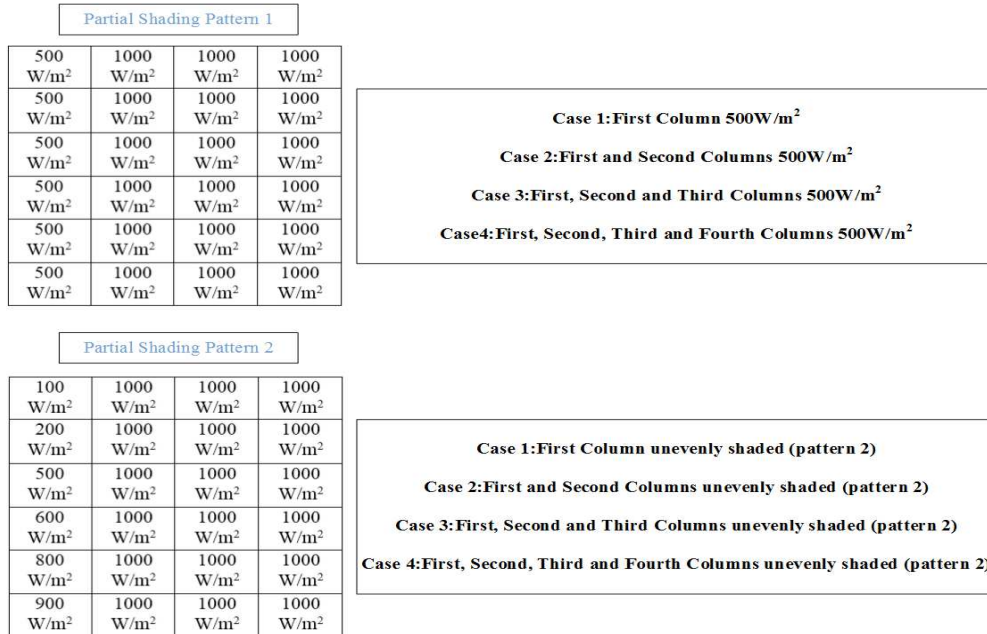 Partial Shading Pattern 1
500 1000 1000 1000
W/m² W/m² W/m² W/m²
500 1000 1000 1000
W/m² W/m² W/m² W/m²
500 1000 1000 1000
W/m² W/m² W/m² W/m²
500 1000 1000 1000
W/m² W/m² W/m² W/m²
500 1000 1000 1000
W/m² W/m² W/m² W/m²
500 1000 1000 1000
W/m² W/m² W/m² W/m²
Case 1:First Column 500W/m²
Case 2:First and Second Columns 500W/m²
Case 3:First, Second and Third Columns 500W/m²
Case4:First, Second, Third and Fourth Columns 500W/m²
Partial Shading Pattern 2
100 1000 1000 1000
W/m² W/m² W/m² W/m²
200 1000 1000 1000
W/m² W/m² W/m² W/m²
500 1000 1000 1000
W/m² W/m² W/m² W/m²
600 1000 1000 1000
W/m² W/m² W/m² W/m²
800 1000 1000 1000
W/m² W/m² W/m² W/m²
900 1000 1000 1000
W/m² W/m² W/m² W/m²
Case 1:First Column unevenly shaded (pattern 2)
Case 2:First and Second Columns unevenly shaded (pattern 2)
Case 3:First, Second and Third Columns unevenly shaded (pattern 2)
Case 4:First, Second, Third and Fourth Columns unevenly shaded (pattern 2)